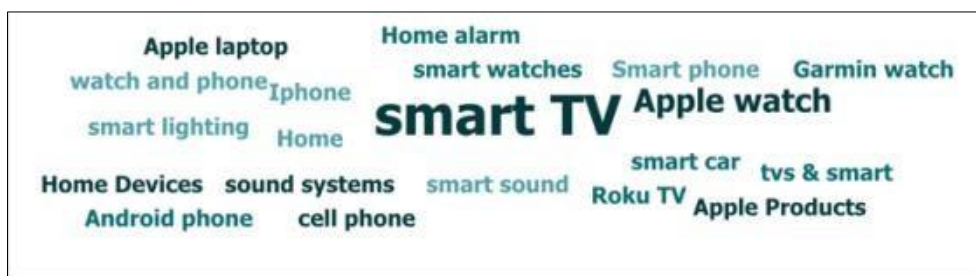 Home alarm
Apple laptop
smart watches
Smart phone
Garmin watch
watch and phone
Iphone
smart TV
Apple watch
smart lighting
Home
smart car
tvs & smart
Home Devices
sound systems
smart sound
Roku TV
Apple Products
Android phone
cell phone